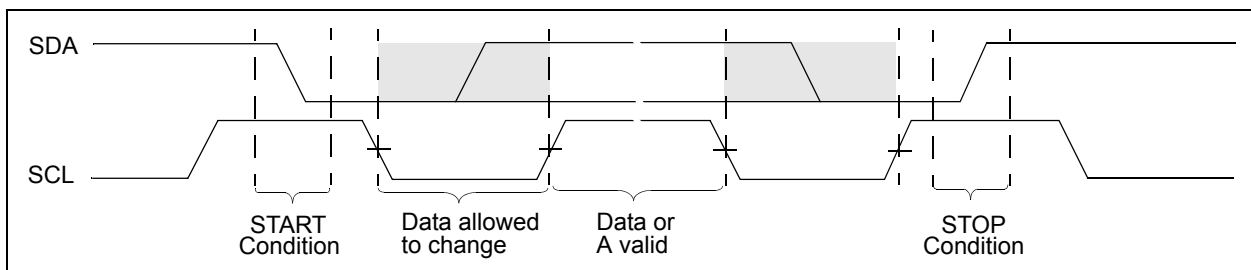 SDA
SCL
START
Condition
Data allowed
to change
Data or
A valid
STOP
Condition